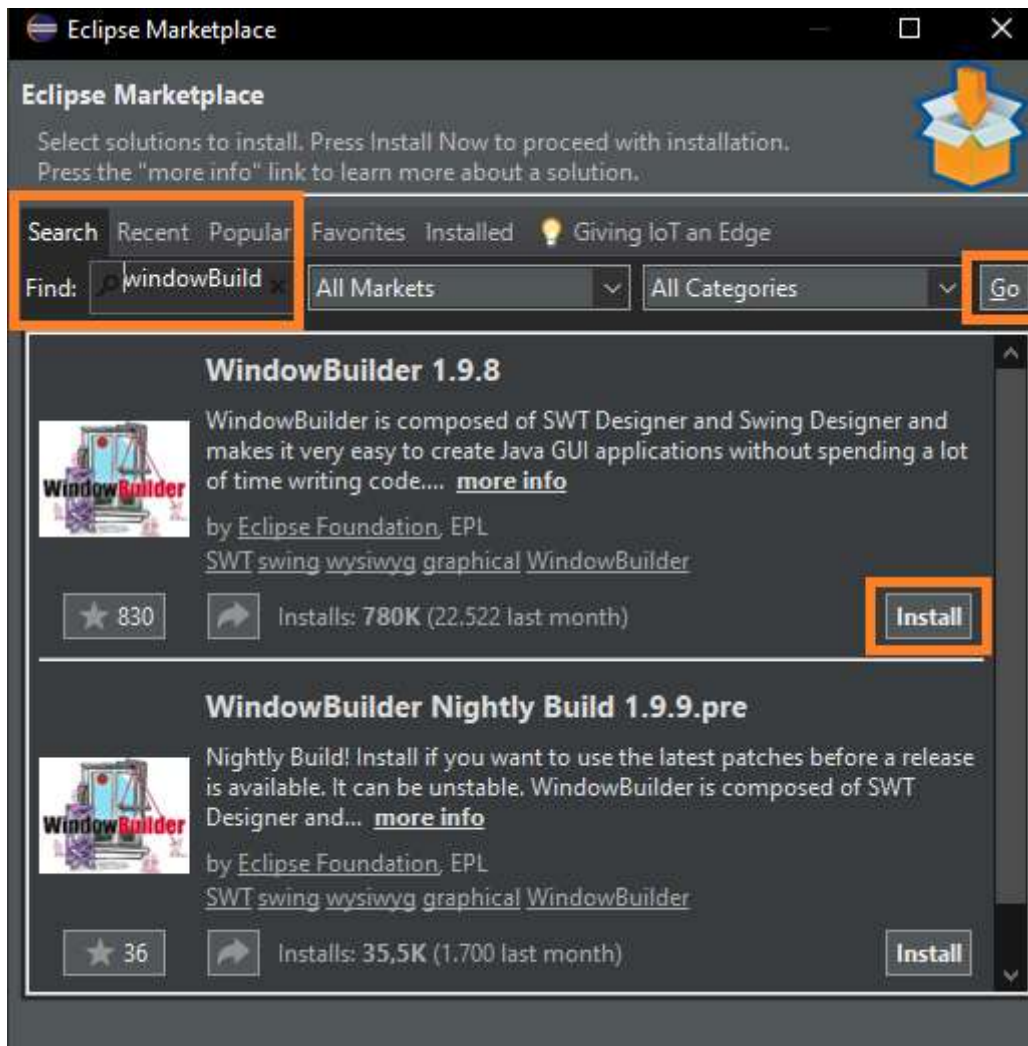 Eclipse Marketplace
Eclipse Marketplace
Select solutions to install. Press Install Now to proceed with installation.
Press the "more info" link to learn more about a solution.
Search Recent Popular Favorites Installed Giving IoT an Edge
Find: windowBuild All Markets All Categories Go
WindowBuilder 1.9.8
WindowBuilder is composed of SWT Designer and Swing Designer and
makes it very easy to create Java GUI applications without spending a lot
of time writing code.... more info
WindowBuilder
by Eclipse Foundation, EPL
SWT swing wysiwyg graphical WindowBuilder
830 Installs: 780K (22.522 last month) Install
WindowBuilder Nightly Build 1.9.9.pre
Nightly Build! Install if you want to use the latest patches before a release
is available. It can be unstable. WindowBuilder is composed of SWT
Designer and... more info
WindowBuilder
by Eclipse Foundation, EPL
SWT swing wysiwyg graphical WindowBuilder
36 Installs: 35,5K (1.700 last month) Install